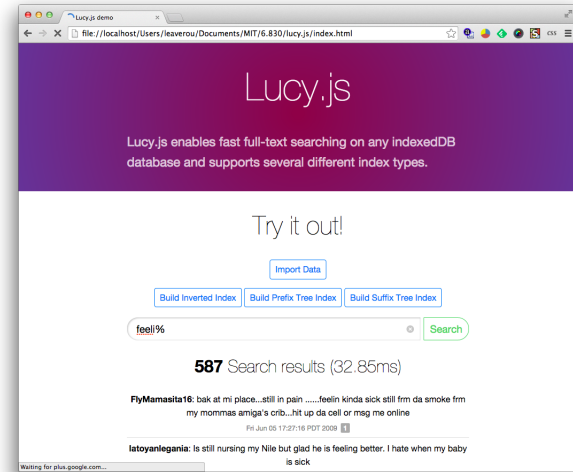 Lucy.js demo
file://localhost/Users/leaverou/Documents/MIT/6.830/lucy.js/index.html
CSS
Lucy.js
Lucy.js enables fast full-text searching on any indexedDB
database and supports several different index types.
Try it out!
Import Data
Build Inverted Index Build Prefix Tree Index Build Suffix Tree Index
feeli% Search
587 Search results (32.85ms)
FlyMamasita16: bak at mi place...still in pain ......feelin kinda sick still frm da smoke frm
my mommas amiga's crib...hit up da cell or msg me online
Fri Jun 05 17:27:16 PDT 2009 1
latoyanlegania: Is still nursing my Nile but glad he is feeling better. I hate when my baby
is sick
Waiting for plus.google.com...